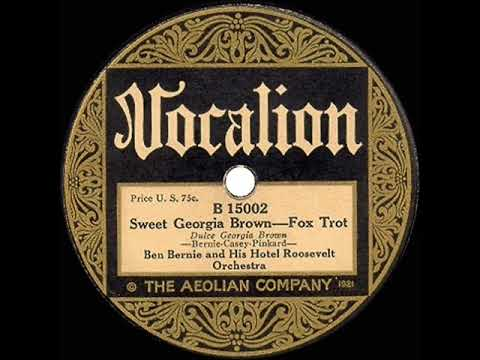 Vocalion
Price U. S. 75c.
B 15002
Sweet Georgia Brown—Fox Trot
Dulce Georgia Brown
—Bernie-Casey-Pinkard—
Ben Bernie and His Hotel Roosevelt
Orchestra
© THE AEOLIAN COMPANY 1921